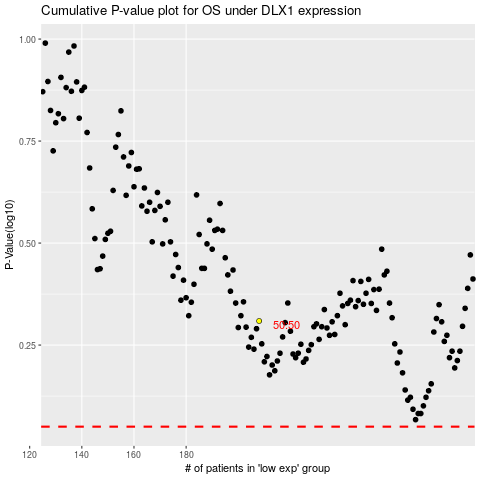 Cumulative P-value plot for OS under DLX1 expression
1.00
0.75
0.50
0.25
P-Value(log10)
50:50
120 140 160 180
# of patients in 'low exp' group